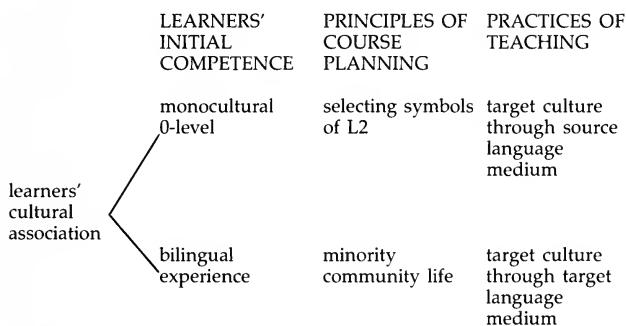 LEARNERS' PRINCIPLES OF PRACTICES OF
INITIAL COURSE TEACHING
COMPETENCE PLANNING
monocultural selecting symbols target culture
0-level of L2 through source
language
medium
learners'
cultural
association
bilingual minority target culture
experience community life through target
language
medium